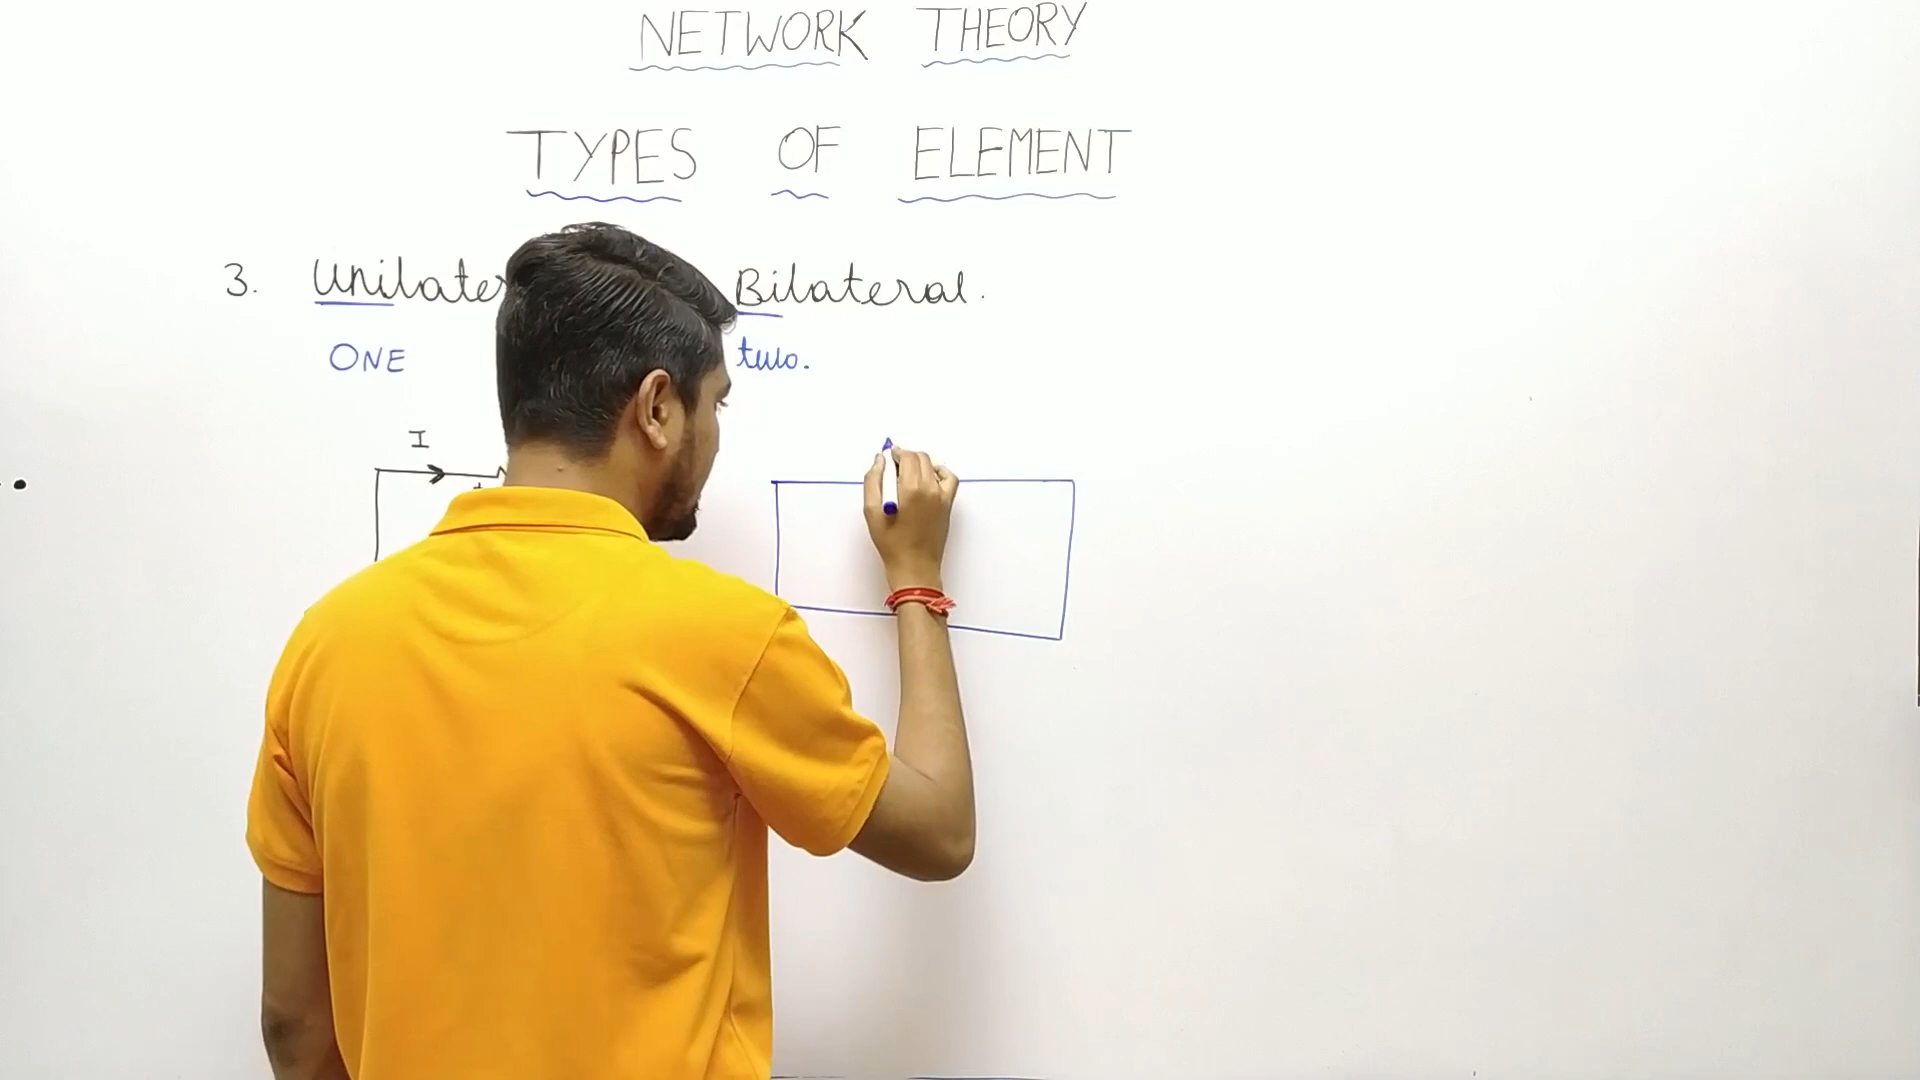 NETWORK THEORY
TYPES OF ELEMENT
3. Bilateral.
ONE two.
I